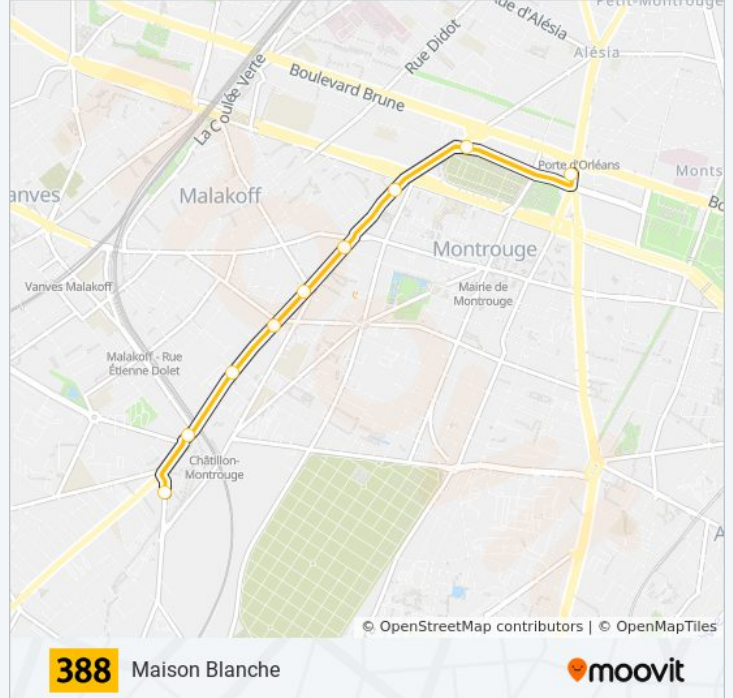 Petit-Montrouge
Rue d'Alésia
Rue Didot
Alésia
La Coulée Verte
Boulevard Brune
Porte d'Orléans
Monts
anves
Malakoff
Bo
Montrouge
Vanves Malakoff
Mairie de
Montrouge
Malakoff - Rue
Étienne Dolet
Châtillon-
Montrouge
A
© OpenStreetMap contributors | © OpenMapTiles
388 Maison Blanche
moovit